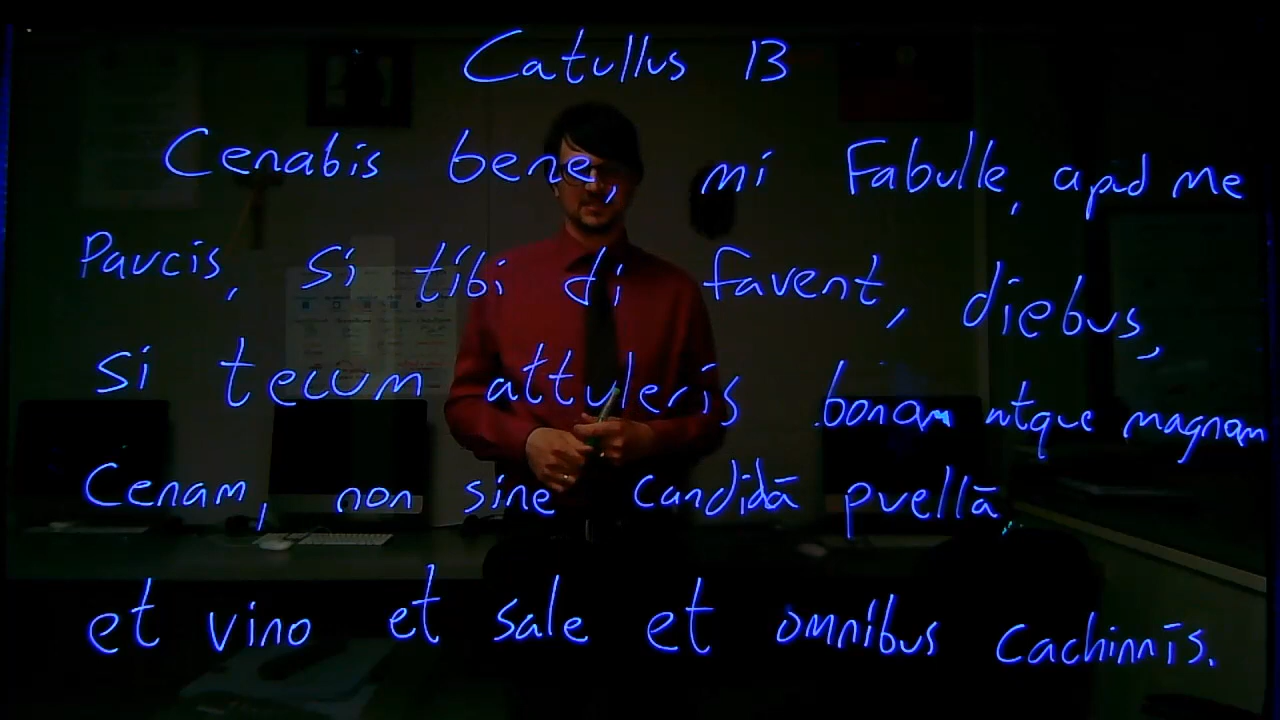 Catullus 13
Cenabis bene, mi Fabulle, apud me
Paucis, si tibi di favent, diebus,
si tecum attuleris bonam atque magnam
Cenam, non sine candidā puellā,
et vino et sale et omnibus cachinnis.